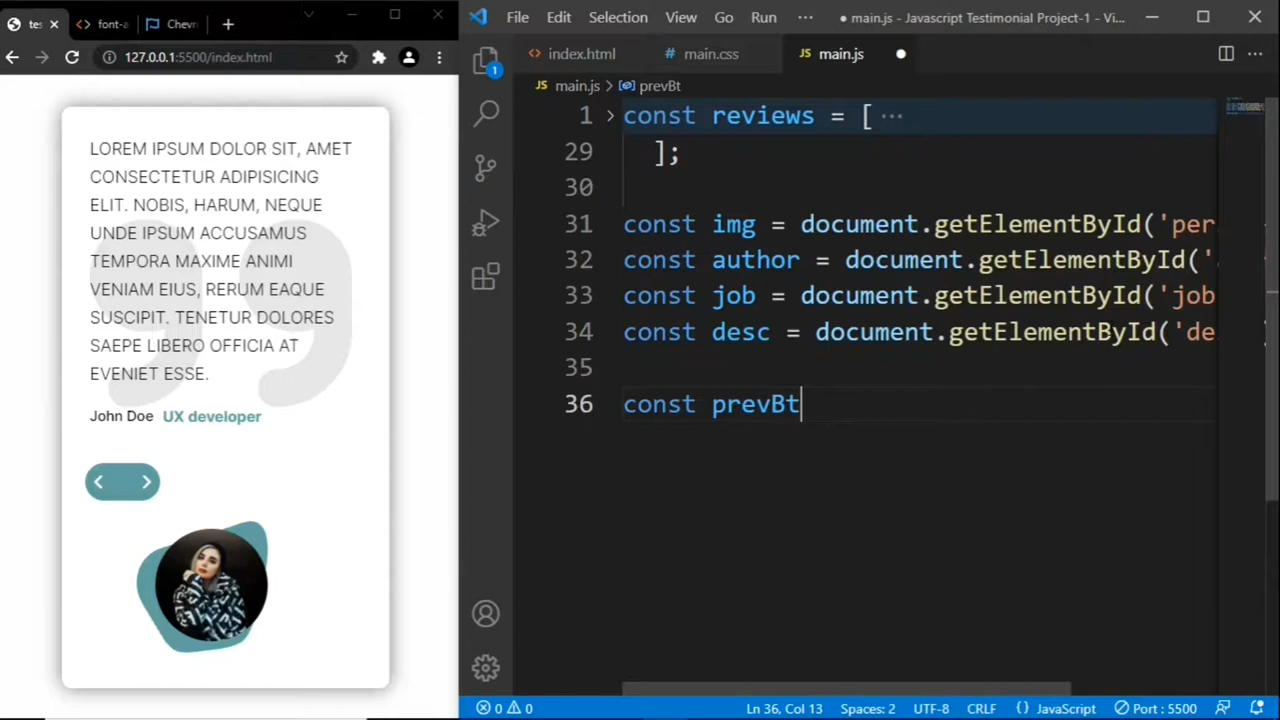 tes
font-a
Chevr
127.0.0.1:5500/index.html
LOREM IPSUM DOLOR SIT, AMET
CONSECTETUR ADIPISICING
ELIT. NOBIS, HARUM, NEQUE
UNDE IPSUM ACCUSAMUS
TEMPORA MAXIME ANIMI
VENIAM EIUS, RERUM EAQUE
SUSCIPIT. TENETUR DOLORES
SAEPE LIBERO OFFICIA AT
EVENIET ESSE.
John Doe UX developer
File Edit Selection View Go Run ··· ● main.js - Javascript Testimonial Project-1 - Vi...
index.html # main.css JS main.js
JS main.js > prevBt
1 const reviews = [ ···
29 ];
30
31 const img = document.getElementById('per
32 const author = document.getElementById('
33 const job = document.getElementById('job
34 const desc = document.getElementById('de
35
36 const prevBt
1
0 0 Ln 36, Col 13 Spaces: 2 UTF-8 CRLF {} JavaScript Port : 5500